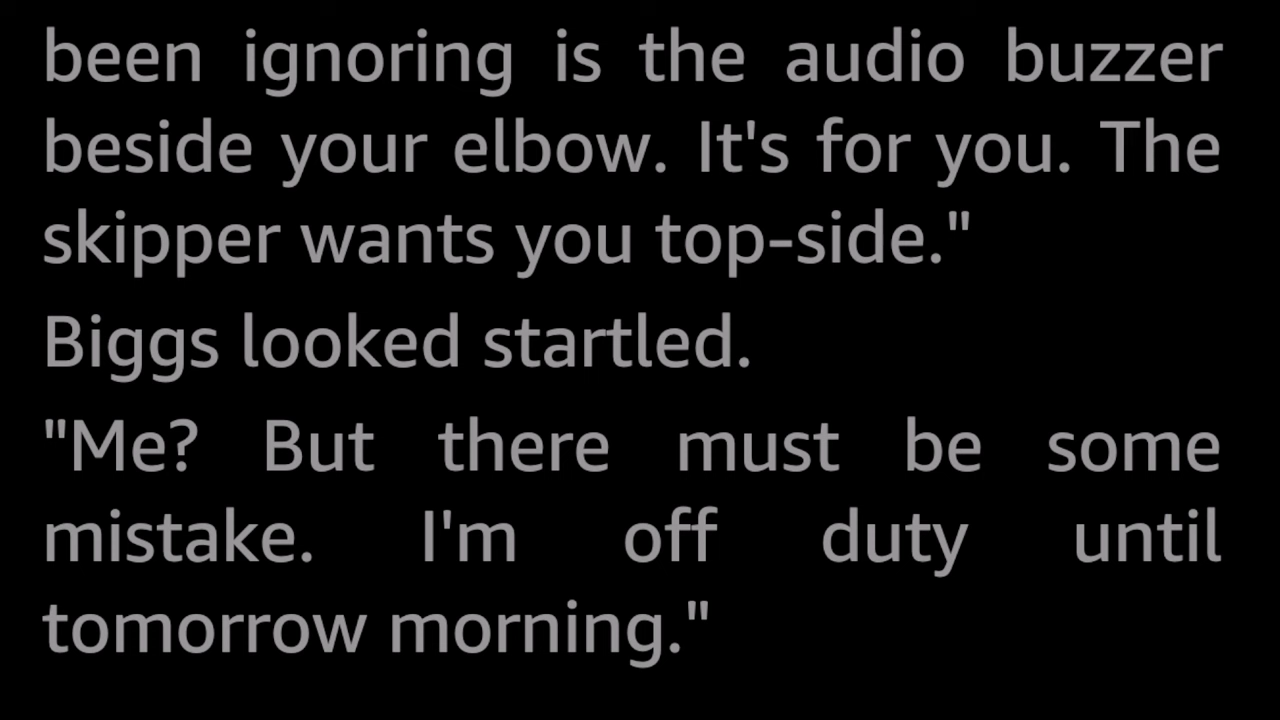 been ignoring is the audio buzzer
beside your elbow. It's for you. The
skipper wants you top-side."
Biggs looked startled.
"Me? But there must be some
mistake. I'm off duty until
tomorrow morning."